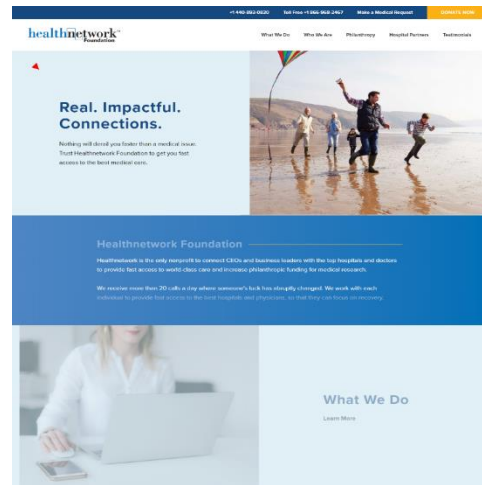 +1 440-893-0830 Toll Free +1 866-968-2467 Make a Medical Request DONATE NOW
healthnetwork
Foundation
What We Do Who We Are Philanthropy Hospital Partners Testimonials
Real. Impactful.
Connections.
Nothing will derail you faster than a medical issue.
Trust Healthnetwork Foundation to get you fast
access to the best medical care.
Healthnetwork Foundation
Healthnetwork is the only nonprofit to connect CEOs and business leaders with the top hospitals and doctors
to provide fast access to world-class care and increase philanthropic funding for medical research.
We receive more than 20 calls a day where someone's luck has abruptly changed. We work with each
individual to provide fast access to the best hospitals and physicians, so that they can focus on recovery.
What We Do
Learn More